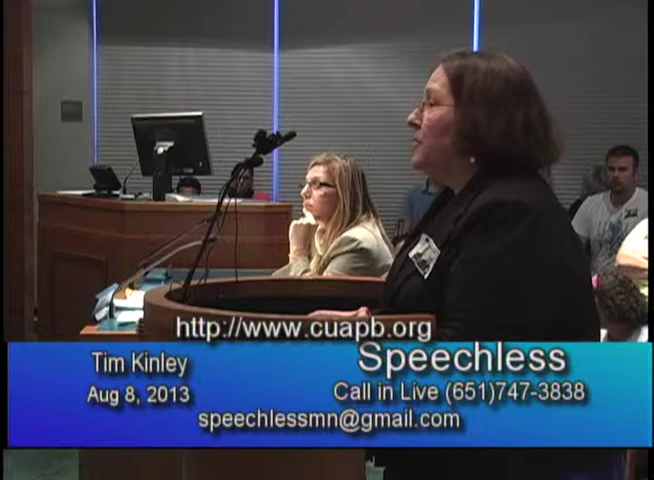 http://www.cuapb.org
Tim Kinley
Speechless
Aug 8, 2013
Call in Live (651)747-3838
speechlessmn@gmail.com